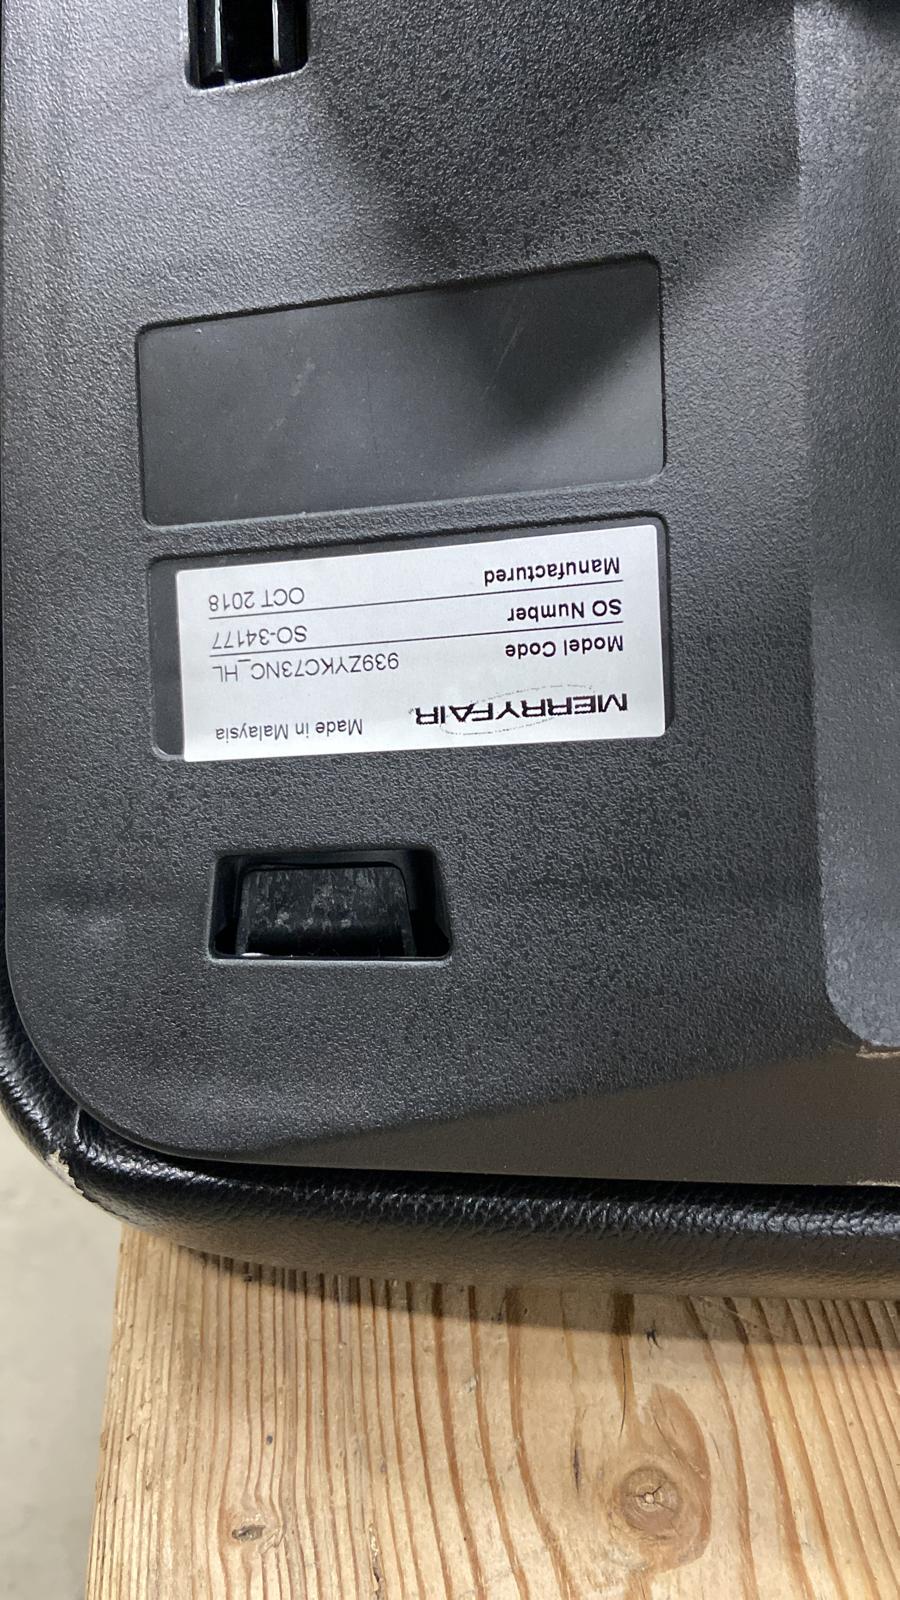 MERRYFAIR Made in Malaysia
Model Code 939ZYKC73NC_HL
SO Number SO-34177
Manufactured OCT 2018